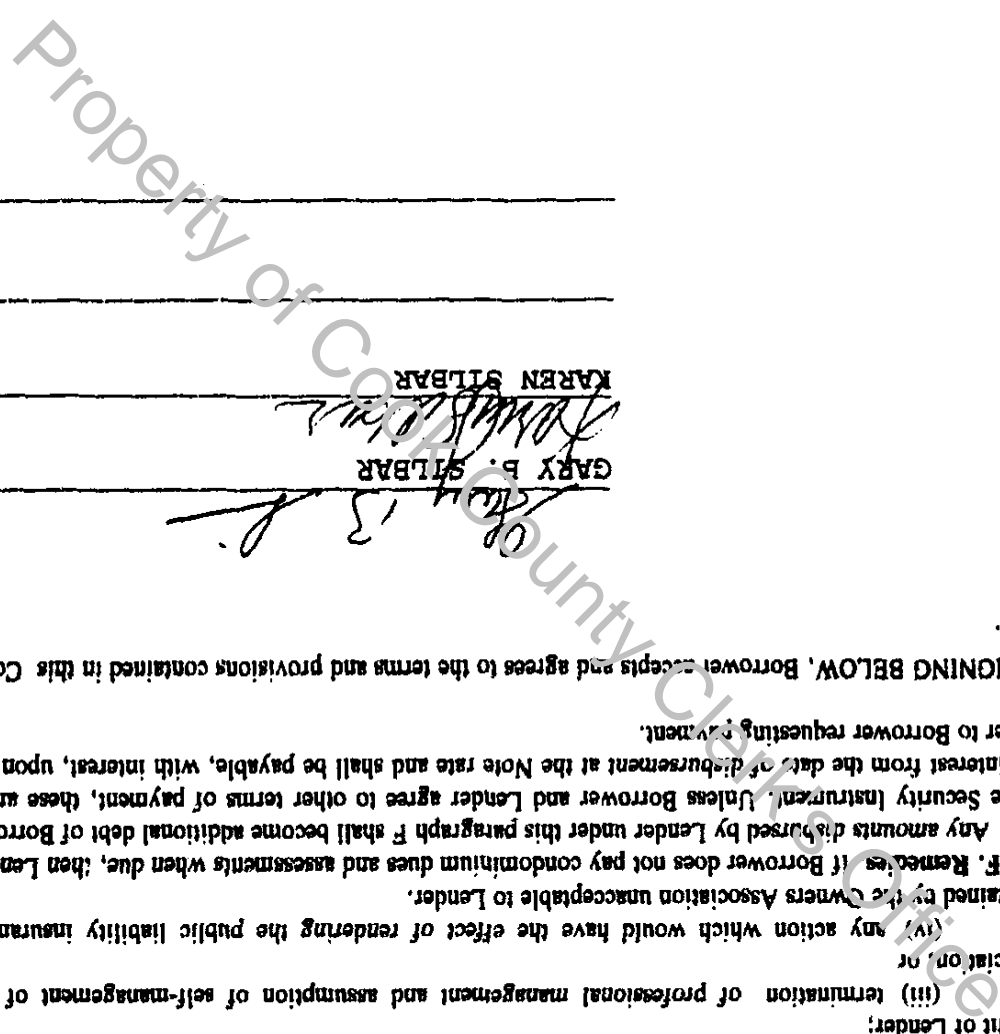 nt of Lender;
(iii) termination of professional management and assumption of self-management of
ciation; or
(iv) any action which would have the effect of rendering the public liability insuran
tained by the Owners Association unacceptable to Lender.
F. Remedies. If Borrower does not pay condominium dues and assessments when due, then Len
Any amounts disbursed by Lender under this paragraph F shall become additional debt of Borro
e Security Instrument. Unless Borrower and Lender agree to other terms of payment, these am
interest from the date of disbursement at the Note rate and shall be payable, with interest, upon
er to Borrower requesting payment.
IGNING BELOW, Borrower accepts and agrees to the terms and provisions contained in this Co
GARY B. SILBAR
KAREN SILBAR
Property of Cook County Clerk's Office